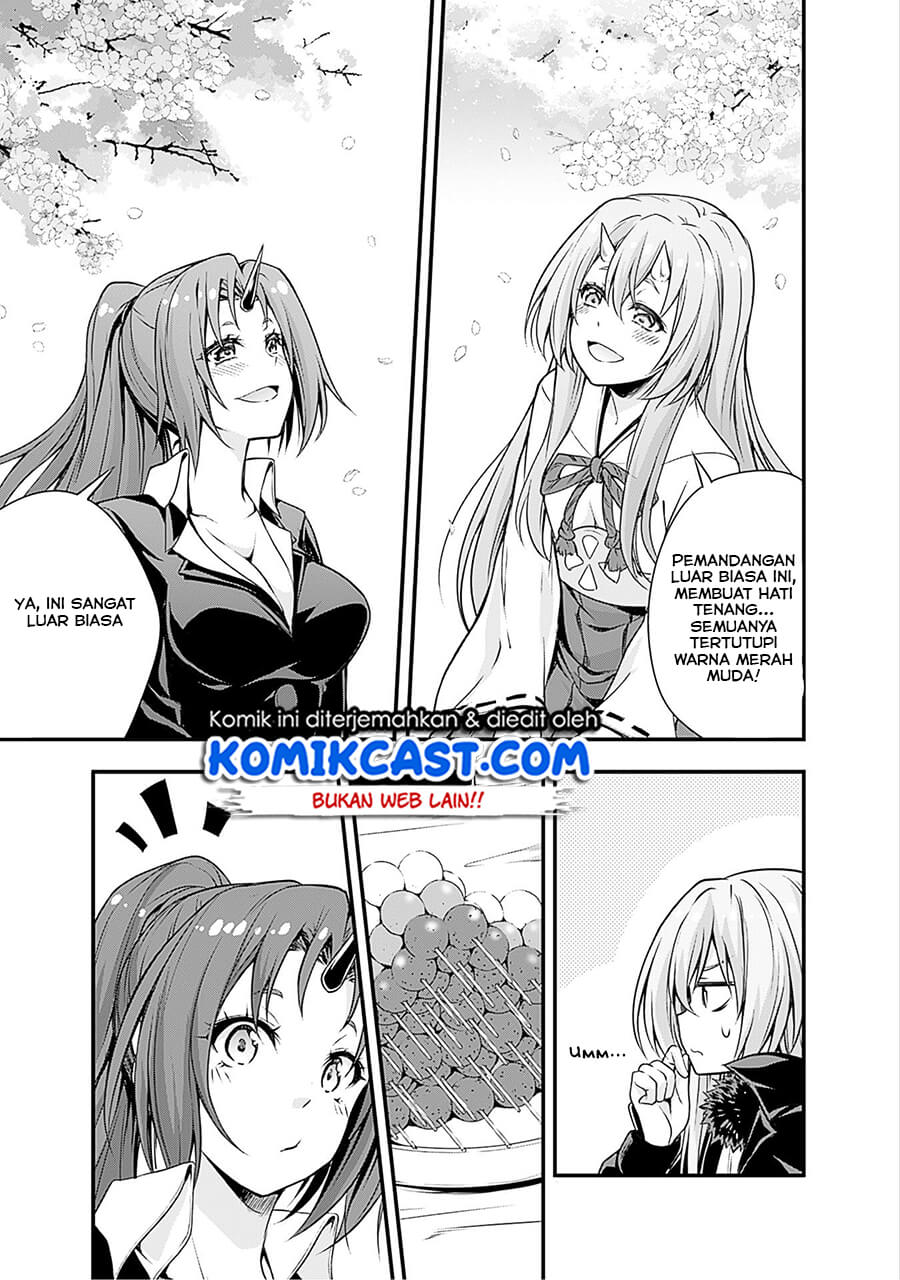 PEMANDANGAN
LUAR BIASA INI,
MEMBUAT HATI
TENANG...
SEMUANYA
TERTUTUPI
WARNA MERAH
MUDA!
YA, INI SANGAT
LUAR BIASA
Komik ini diterjemahkan & diedit oleh
KOMIKCAST.COM
BUKAN WEB LAIN!!
UMM...